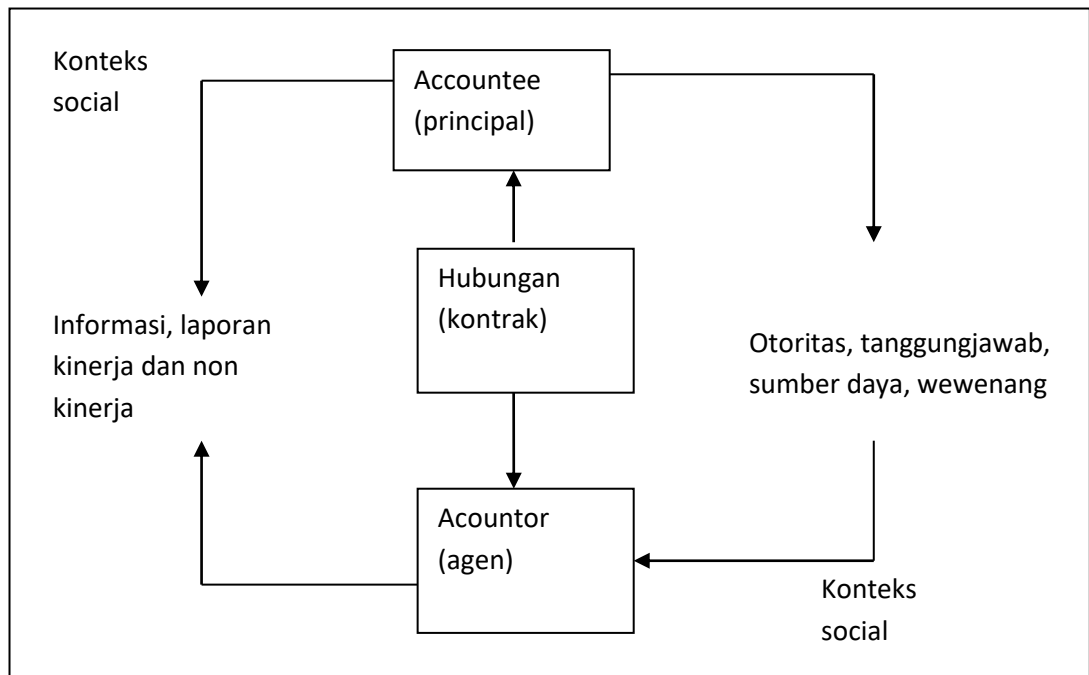 Konteks
social
Accountee
(principal)
Hubungan
(kontrak)
Informasi, laporan
kinerja dan non
kinerja
Otoritas, tanggungjawab,
sumber daya, wewenang
Acountor
(agen)
Konteks
social